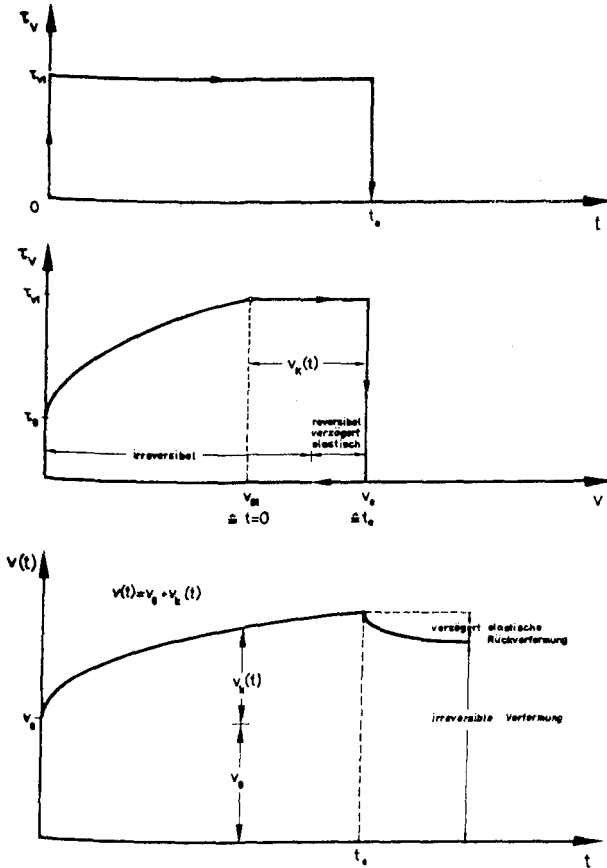 τv
τv1
0
te
t
τv
τv1
vk(t)
τ0
reversibel
verzögert
elastisch
irreversibel
ve
v
≙ t=0
≙ te
v(t)
v(t)=v0+vk(t)
verzögert elastische
Rückverformung
vk(t)
v0
irreversible Verformung
v0
te
t